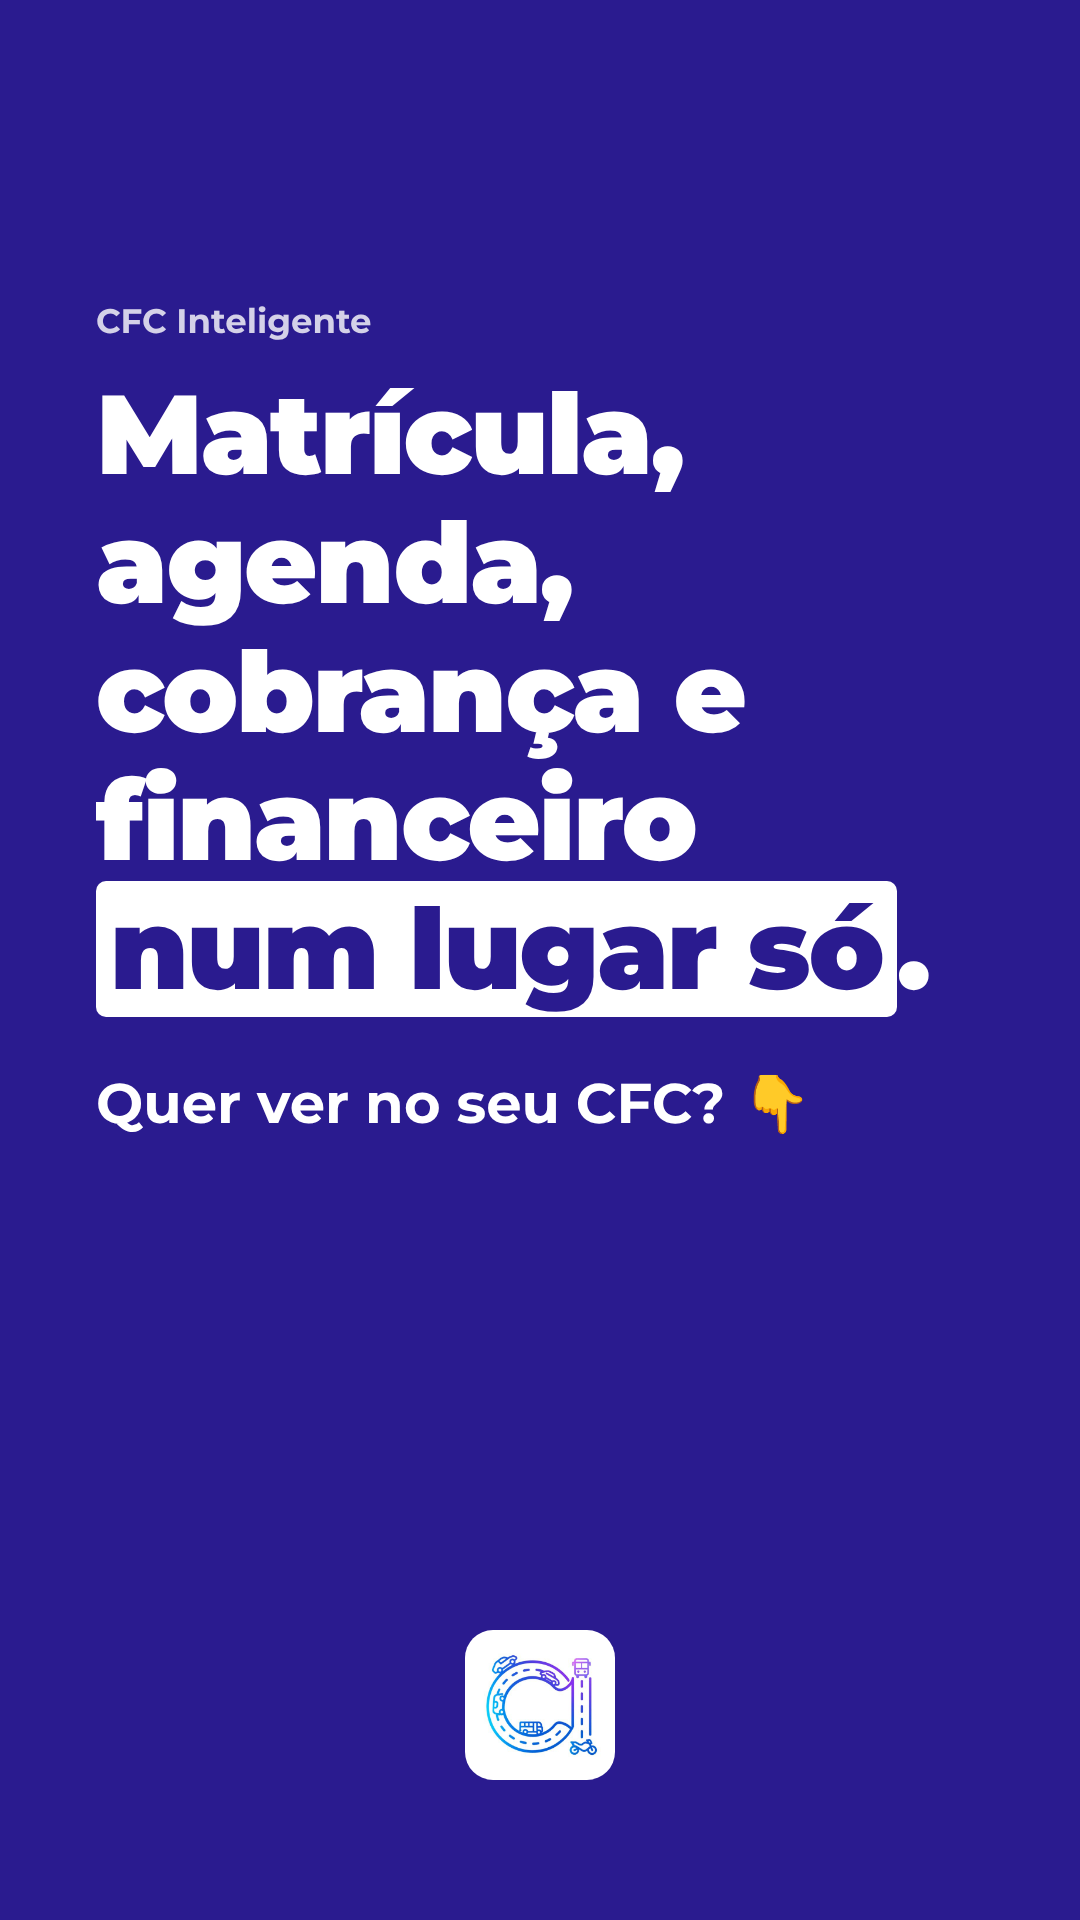 CFC Inteligente
Matrícula,
agenda,
cobrança e
financeiro
num lugar só.
Quer ver no seu CFC? 👇